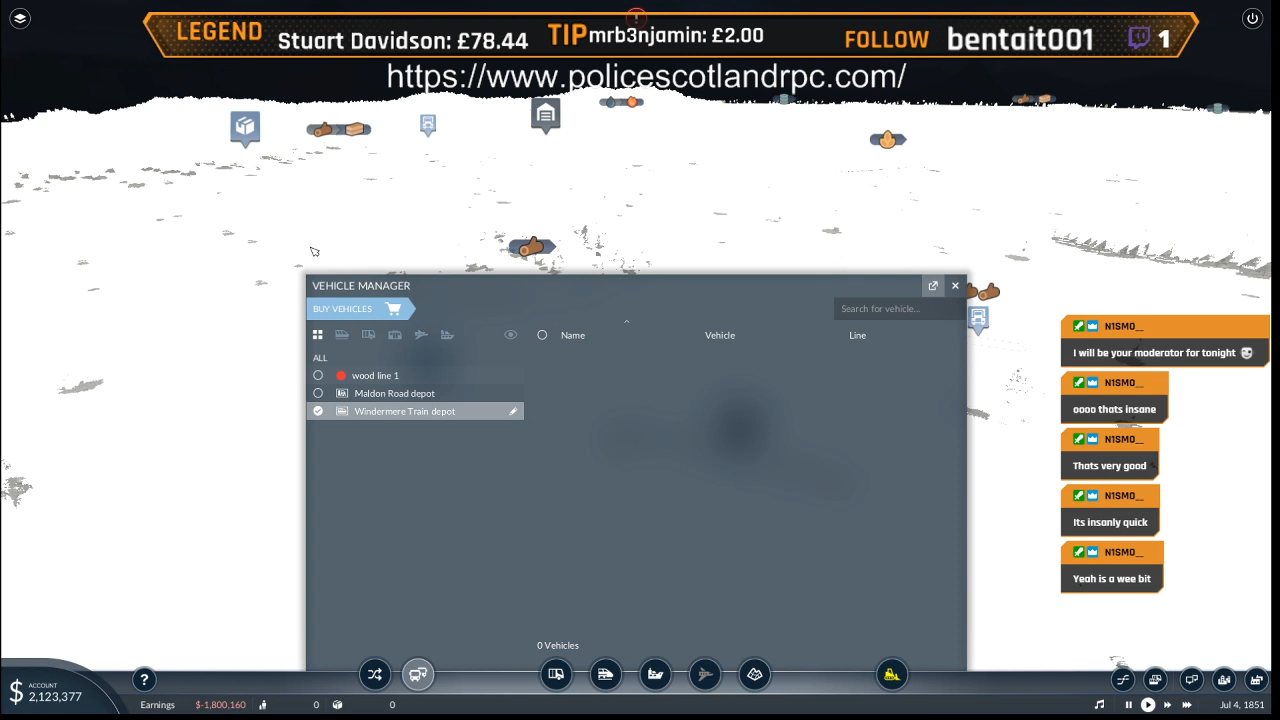 LEGEND Stuart Davidson: £78.44 TIP mrb3njamin: £2.00 FOLLOW bentait001 1
https://www.policescotlandrpc.com/
VEHICLE MANAGER
BUY VEHICLES
Search for vehicle...
Name Vehicle Line
ALL
wood line 1
Maldon Road depot
Windermere Train depot
0 Vehicles
N1SMO__
I will be your moderator for tonight
N1SMO__
oooo thats insane
N1SMO__
Thats very good
N1SMO__
Its insanly quick
N1SMO__
Yeah is a wee bit
$ ACCOUNT
2,123,377
?
Earnings $-1,800,160 0 0
Jul 4, 1851